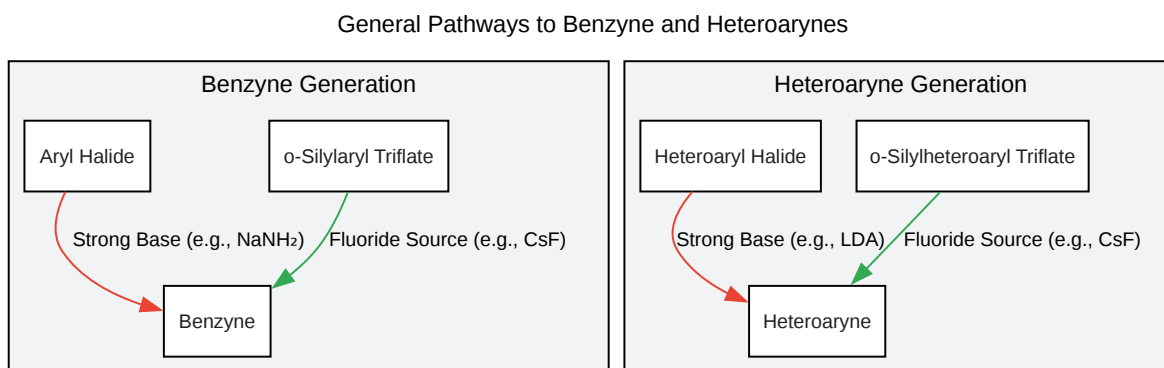 General Pathways to Benzyne and Heteroarynes
Benzyne Generation
Aryl Halide
o-Silylaryl Triflate
Strong Base (e.g., NaNH₂)
Fluoride Source (e.g., CsF)
Benzyne
Heteroaryne Generation
Heteroaryl Halide
o-Silylheteroaryl Triflate
Strong Base (e.g., LDA)
Fluoride Source (e.g., CsF)
Heteroaryne